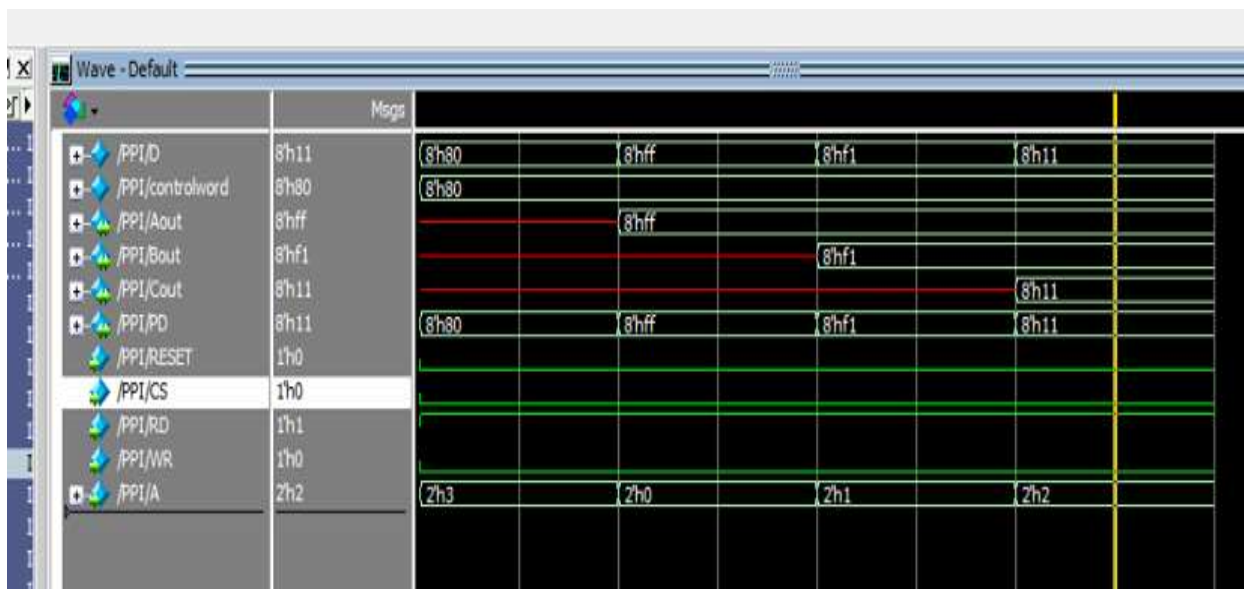 Wave - Default
Msgs
/PPI/D 8'h11 8'h80 8'hff 8'hf1 8'h11
/PPI/controlword 8'h80 8'h80
/PPI/Aout 8'hff 8'hff
/PPI/Bout 8'hf1 8'hf1
/PPI/Cout 8'h11 8'h11
/PPI/PD 8'h11 8'h80 8'hff 8'hf1 8'h11
/PPI/RESET 1'h0
/PPI/CS 1'h0
/PPI/RD 1'h1
/PPI/WR 1'h0
/PPI/A 2'h2 2'h3 2'h0 2'h1 2'h2